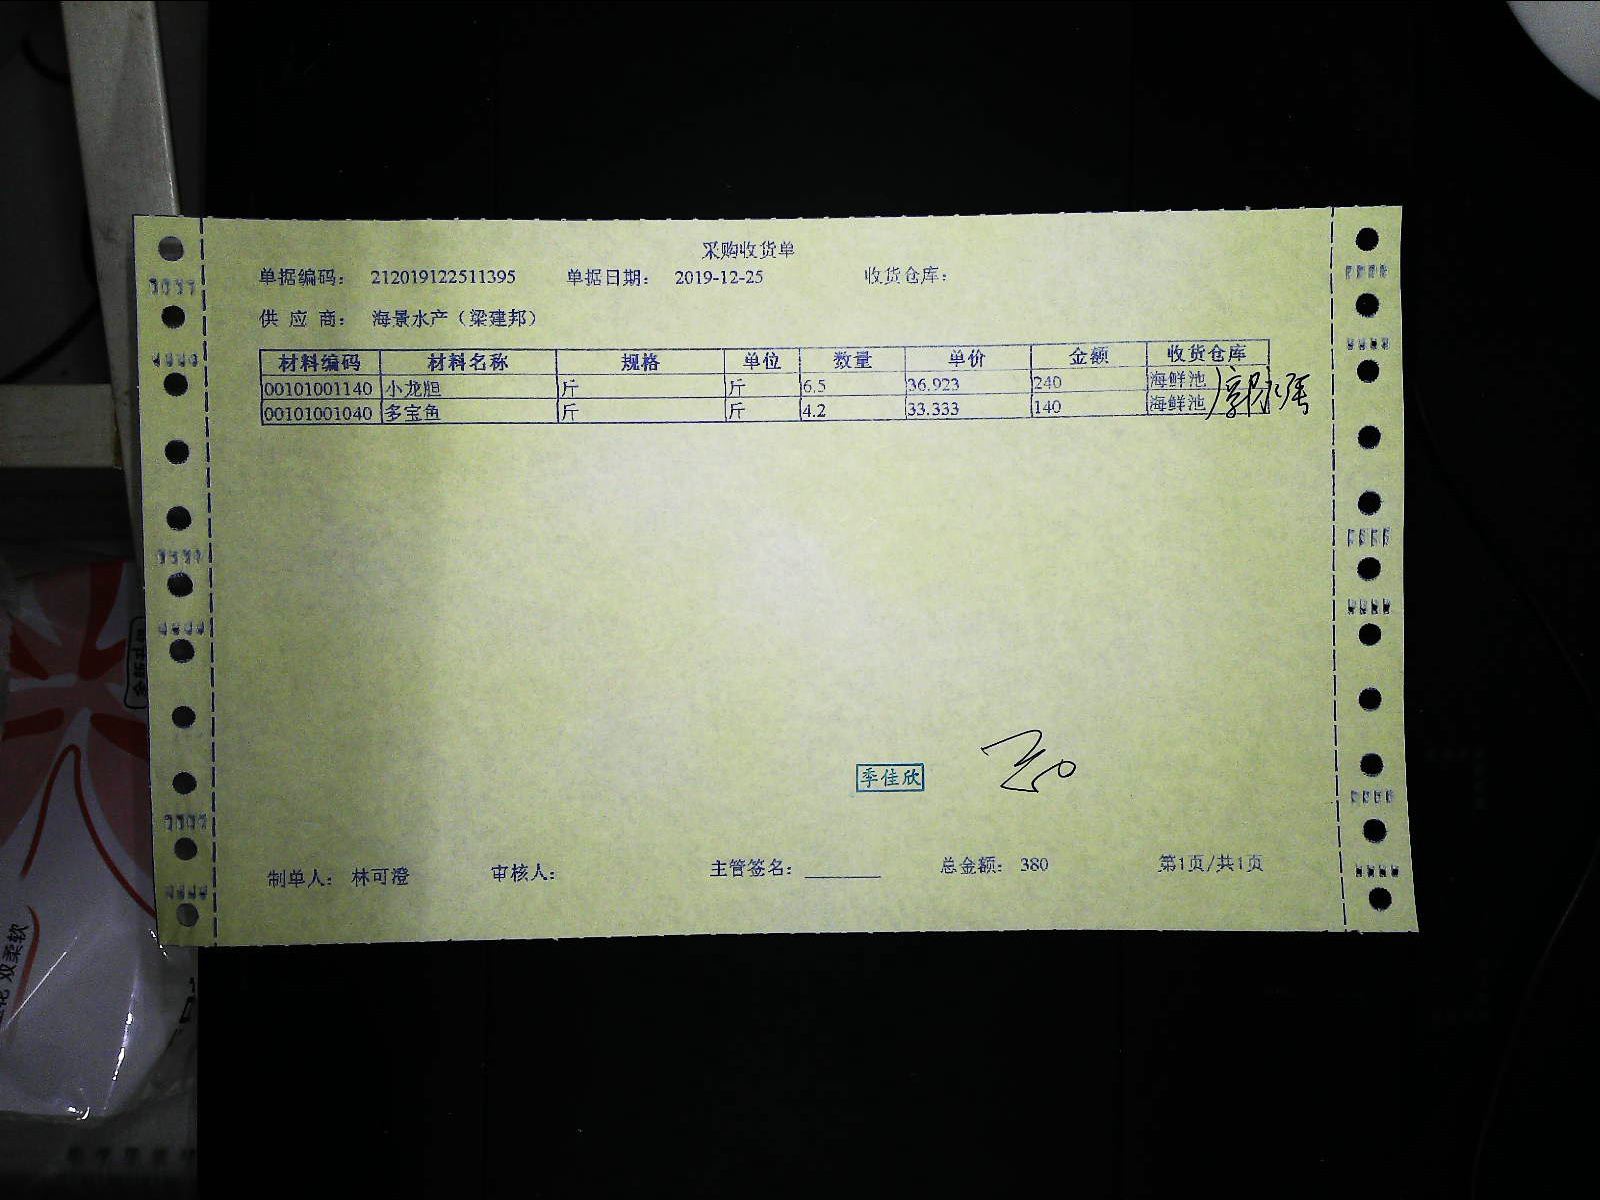 采购收货单
单据编码： 212019122511395 单据日期： 2019-12-25 收货仓库：
供 应 商： 海景水产（梁建邦）
材料编码 材料名称 规格 单位 数量 单价 金额 收货仓库
00101001140 小龙胆 斤 斤 6.5 36.923 240 海鲜池
00101001040 多宝鱼 斤 斤 4.2 33.333 140 海鲜池
季佳欣
制单人： 林可澄 审核人： 主管签名： 总金额： 380 第1页/共1页
双柔软